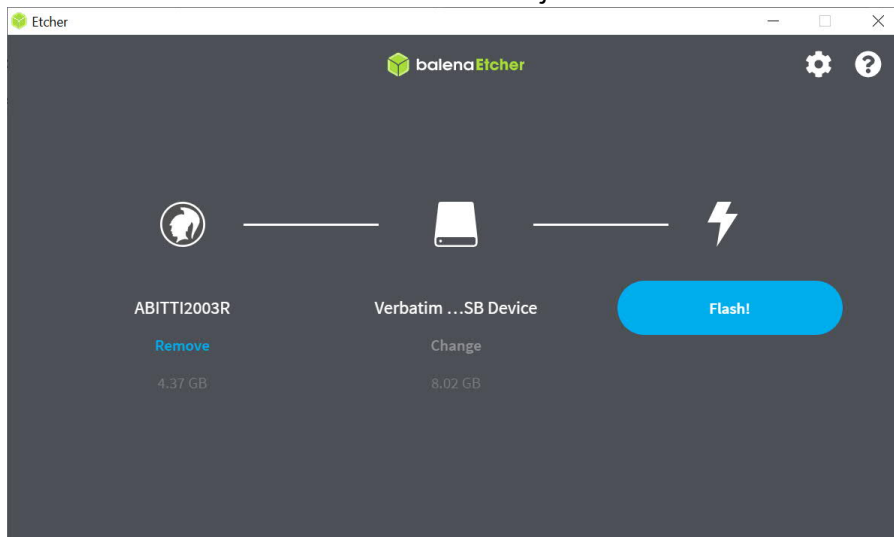 Etcher
balenaEtcher
ABITTI2003R
Verbatim ...SB Device
Flash!
Remove
Change
4.37 GB
8.02 GB